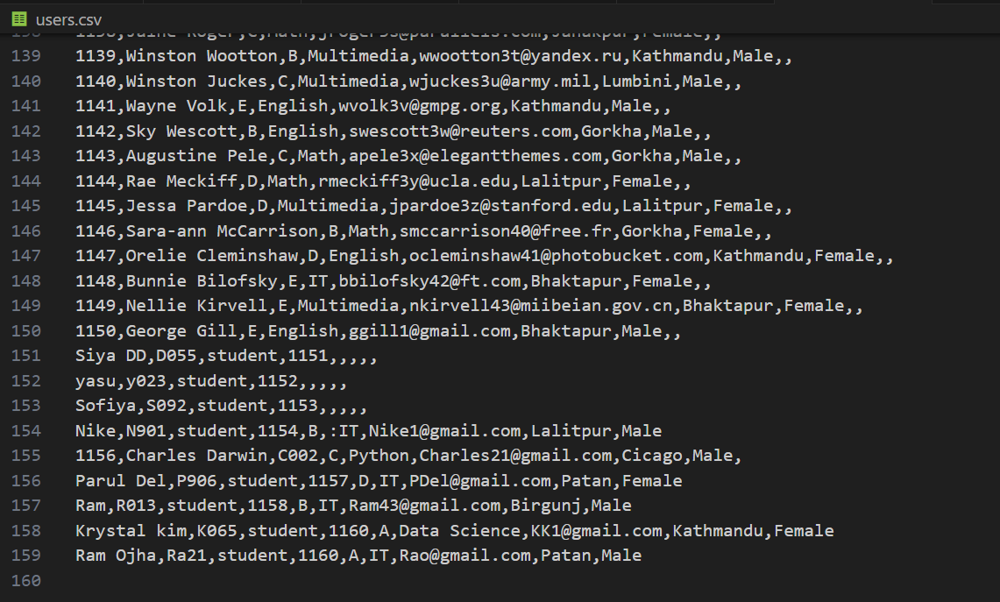 users.csv
139 1139,Winston Wootton,B,Multimedia,wwootton3t@yandex.ru,Kathmandu,Male,,
140 1140,Winston Juckes,C,Multimedia,wjuckes3u@army.mil,Lumbini,Male,,
141 1141,Wayne Volk,E,English,wvolk3v@gmpg.org,Kathmandu,Male,,
142 1142,Sky Wescott,B,English,swescott3w@reuters.com,Gorkha,Male,,
143 1143,Augustine Pele,C,Math,apele3x@elegantthemes.com,Gorkha,Male,,
144 1144,Rae Meckiff,D,Math,rmeckiff3y@ucla.edu,Lalitpur,Female,,
145 1145,Jessa Pardoe,D,Multimedia,jpardoe3z@stanford.edu,Lalitpur,Female,,
146 1146,Sara-ann McCarrison,B,Math,smccarrison40@free.fr,Gorkha,Female,,
147 1147,Orelie Cleminshaw,D,English,ocleminshaw41@photobucket.com,Kathmandu,Female,,
148 1148,Bunnie Bilofsky,E,IT,bbilofsky42@ft.com,Bhaktapur,Female,,
149 1149,Nellie Kirvell,E,Multimedia,nkirvell43@miibeian.gov.cn,Bhaktapur,Female,,
150 1150,George Gill,E,English,ggill1@gmail.com,Bhaktapur,Male,,
151 Siya DD,D055,student,1151,,,,,
152 yasu,y023,student,1152,,,,,
153 Sofiya,S092,student,1153,,,,,
154 Nike,N901,student,1154,B,:IT,Nike1@gmail.com,Lalitpur,Male
155 1156,Charles Darwin,C002,C,Python,Charles21@gmail.com,Cicago,Male,
156 Parul Del,P906,student,1157,D,IT,PDel@gmail.com,Patan,Female
157 Ram,R013,student,1158,B,IT,Ram43@gmail.com,Birgunj,Male
158 Krystal kim,K065,student,1160,A,Data Science,KK1@gmail.com,Kathmandu,Female
159 Ram Ojha,Ra21,student,1160,A,IT,Rao@gmail.com,Patan,Male
160